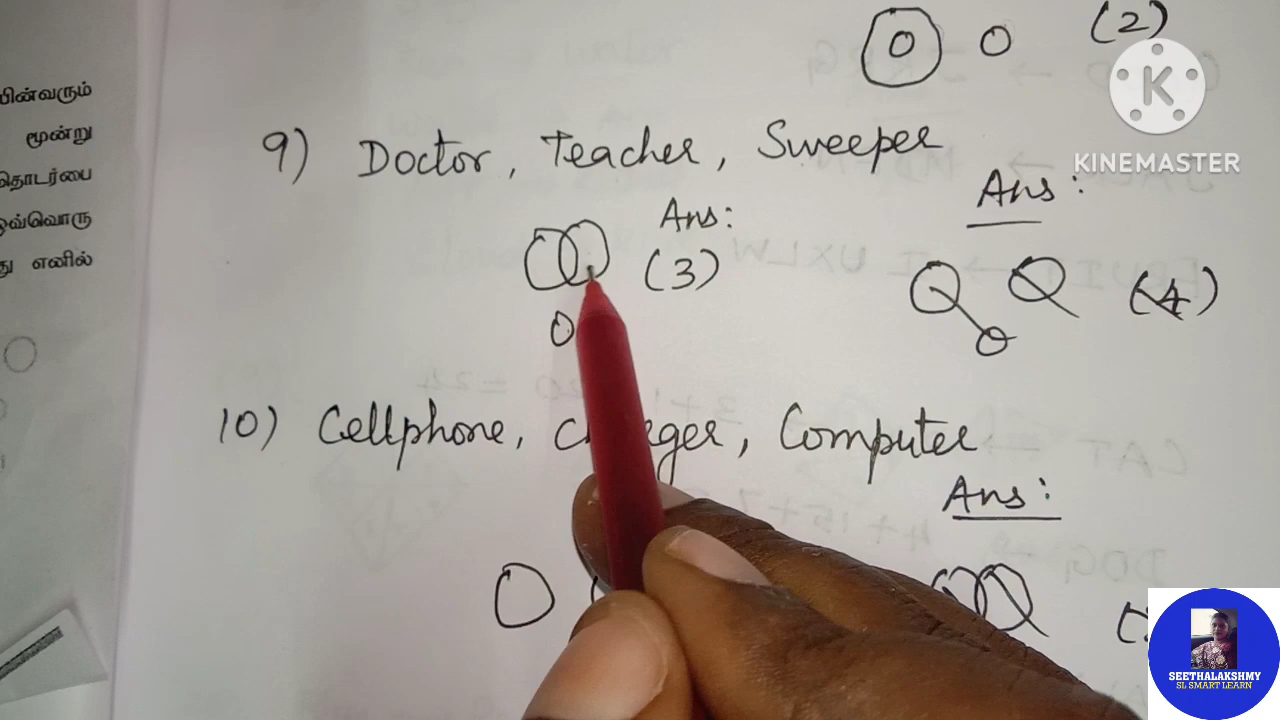 (2)
பின்வரும்
மூன்று
தொடர்பை
ஒவ்வொரு
து எனில்
KINEMASTER
9) Doctor, Teacher, Sweeper
Ans:
(3)
Ans:
(4)
10) Cellphone, Charger, Computer
Ans:
SEETHALAKSHMY
SL SMART LEARN